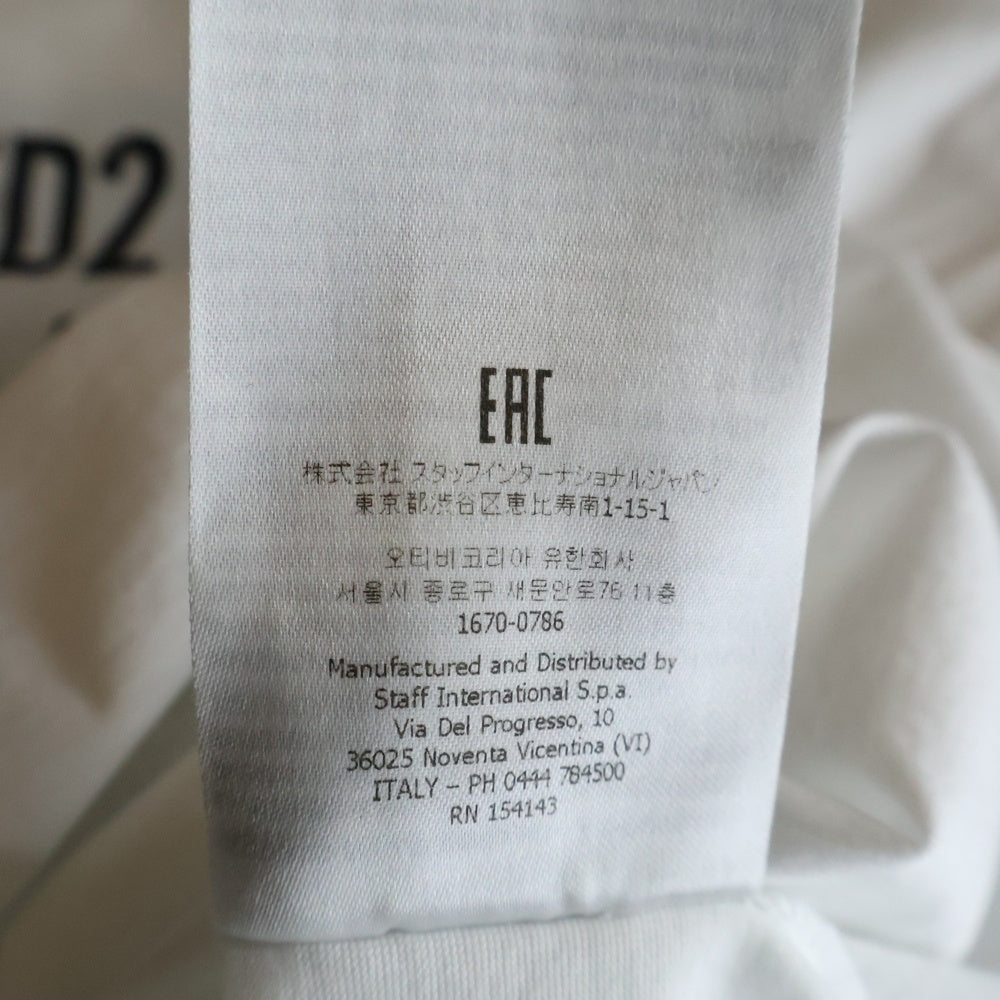 D2
EAC
株式会社 スタッフインターナショナルジャパン
東京都渋谷区恵比寿南1-15-1
오티비코리아 유한회사
서울시 종로구 새문안로76 11층
1670-0786
Manufactured and Distributed by
Staff International S.p.a.
Via Del Progresso, 10
36025 Noventa Vicentina (VI)
ITALY – PH 0444 784500
RN 154143